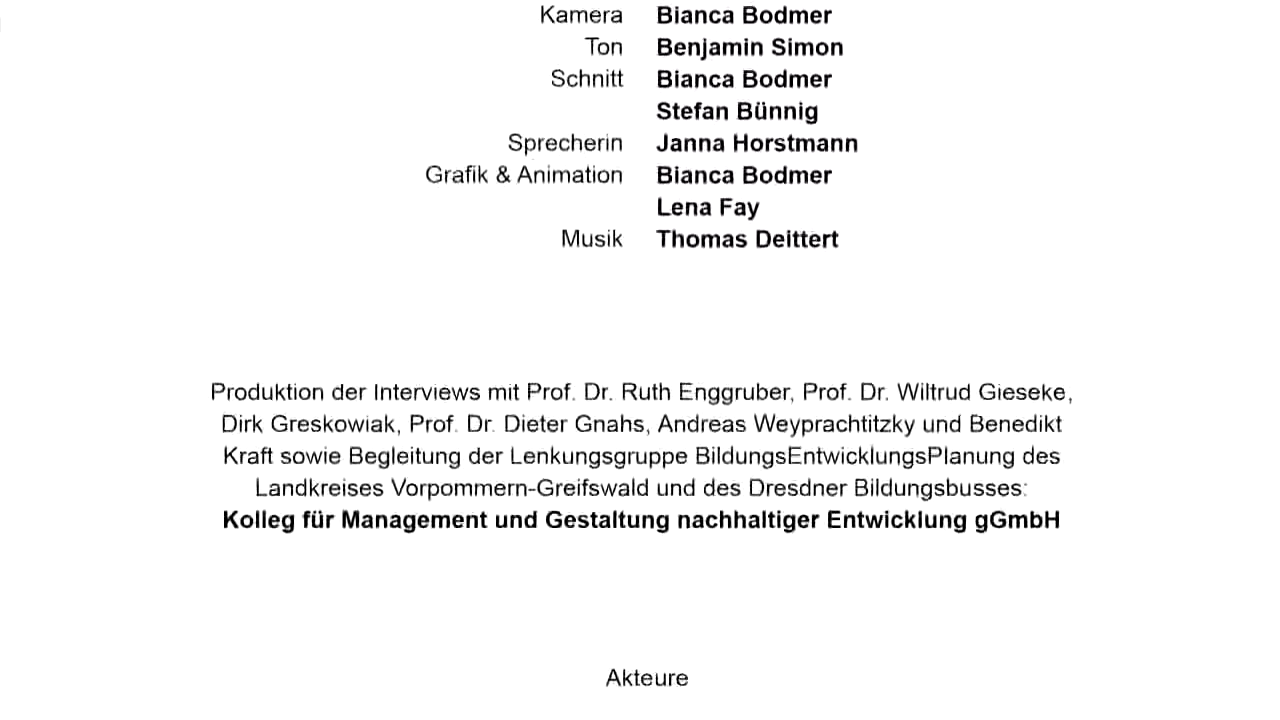 Kamera Bianca Bodmer
Ton Benjamin Simon
Schnitt Bianca Bodmer
Stefan Bünnig
Sprecherin Janna Horstmann
Grafik & Animation Bianca Bodmer
Lena Fay
Musik Thomas Deittert
Produktion der Interviews mit Prof. Dr. Ruth Enggruber, Prof. Dr. Wiltrud Gieseke,
Dirk Greskowiak, Prof. Dr. Dieter Gnahs, Andreas Weyprachtitzky und Benedikt
Kraft sowie Begleitung der Lenkungsgruppe BildungsEntwicklungsPlanung des
Landkreises Vorpommern-Greifswald und des Dresdner Bildungsbusses:
Kolleg für Management und Gestaltung nachhaltiger Entwicklung gGmbH
Akteure